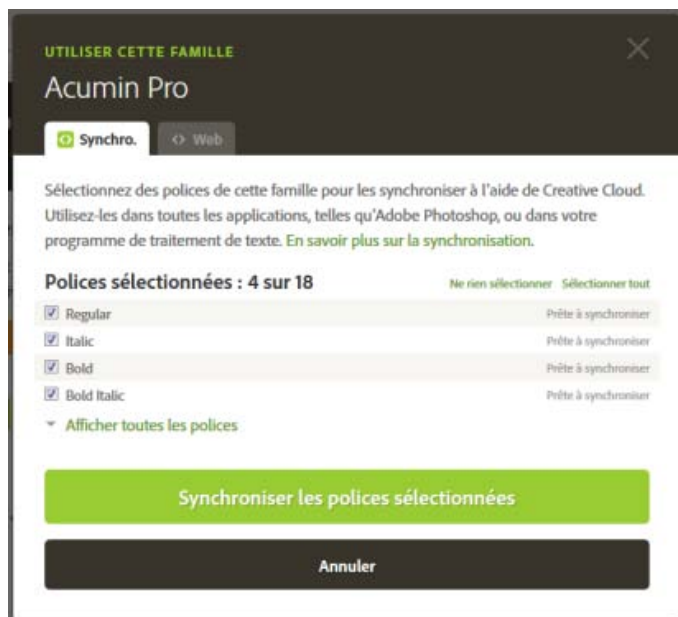 UTILISER CETTE FAMILLE
Acumin Pro
Synchro.
Web
Sélectionnez des polices de cette famille pour les synchroniser à l'aide de Creative Cloud.
Utilisez-les dans toutes les applications, telles qu'Adobe Photoshop, ou dans votre
programme de traitement de texte. En savoir plus sur la synchronisation.
Polices sélectionnées : 4 sur 18
Ne rien sélectionner Sélectionner tout
Regular Prête à synchroniser
Italic Prête à synchroniser
Bold Prête à synchroniser
Bold Italic Prête à synchroniser
Afficher toutes les polices
Synchroniser les polices sélectionnées
Annuler